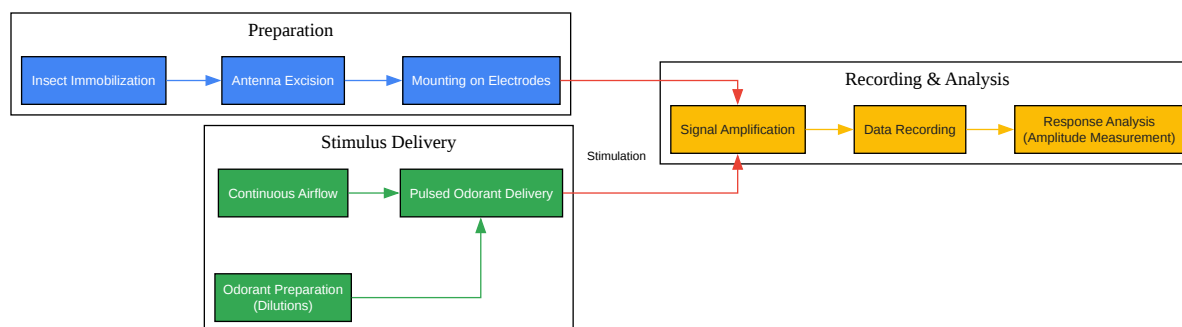 Preparation
Insect Immobilization
Antenna Excision
Mounting on Electrodes
Stimulus Delivery
Continuous Airflow
Pulsed Odorant Delivery
Odorant Preparation
(Dilutions)
Stimulation
Recording & Analysis
Signal Amplification
Data Recording
Response Analysis
(Amplitude Measurement)